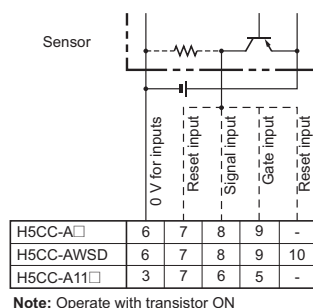 Sensor
0 V for inputs
Reset input
Signal input
Gate input
Reset input
H5CC-A□ 6 7 8 9 -
H5CC-AWSD 6 7 8 9 10
H5CC-A11□ 3 7 6 5 -
Note: Operate with transistor ON